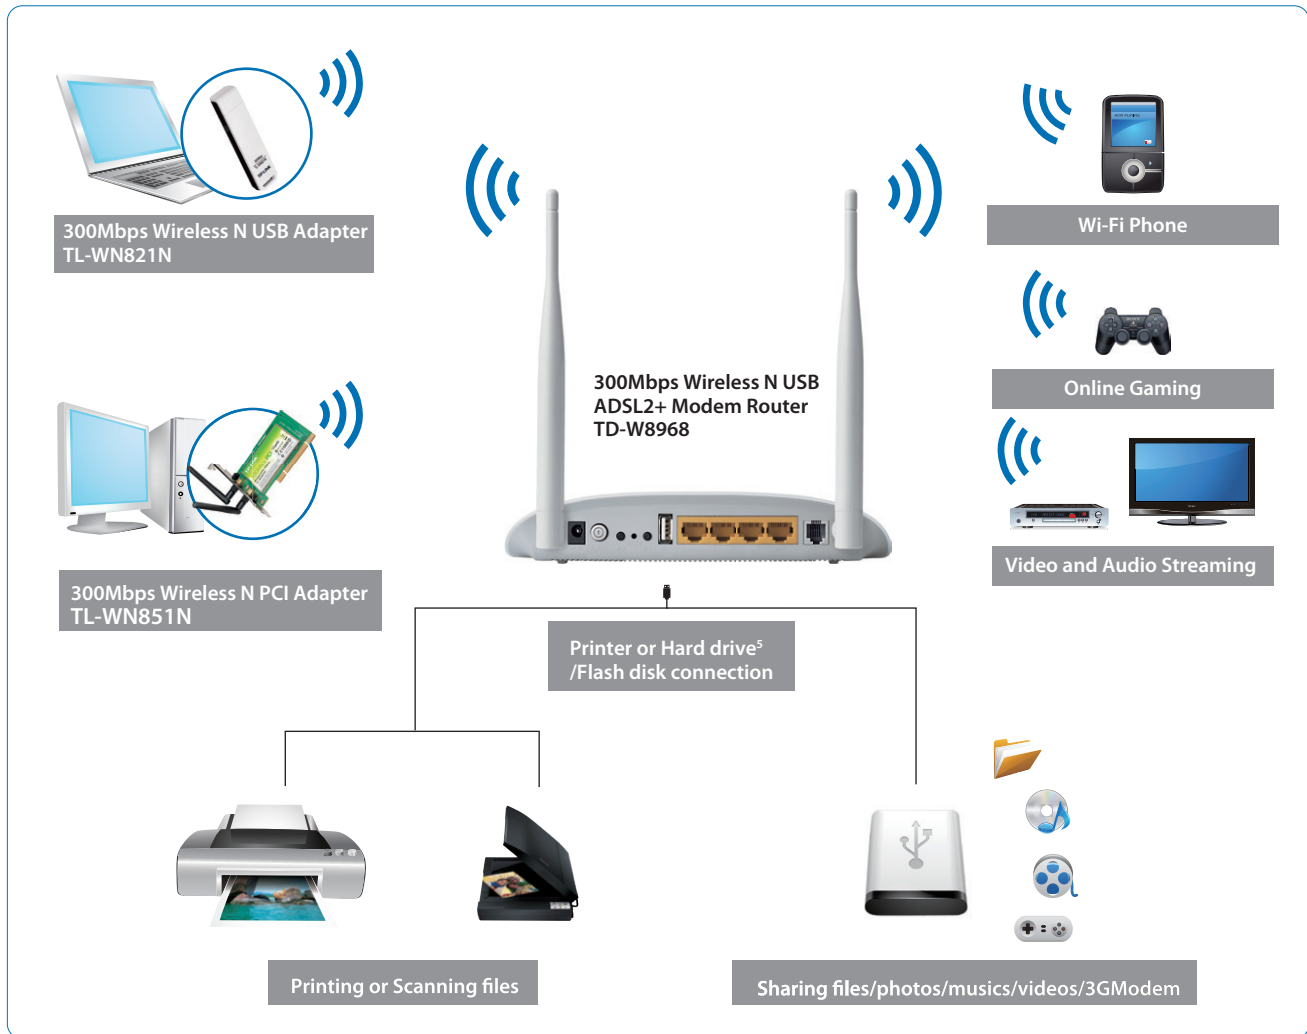 300Mbps Wireless N USB Adapter
TL-WN821N
Wi-Fi Phone
300Mbps Wireless N USB
ADSL2+ Modem Router
TD-W8968
Online Gaming
Video and Audio Streaming
300Mbps Wireless N PCI Adapter
TL-WN851N
Printer or Hard drive⁵
/Flash disk connection
Printing or Scanning files
Sharing files/photos/musics/videos/3GModem